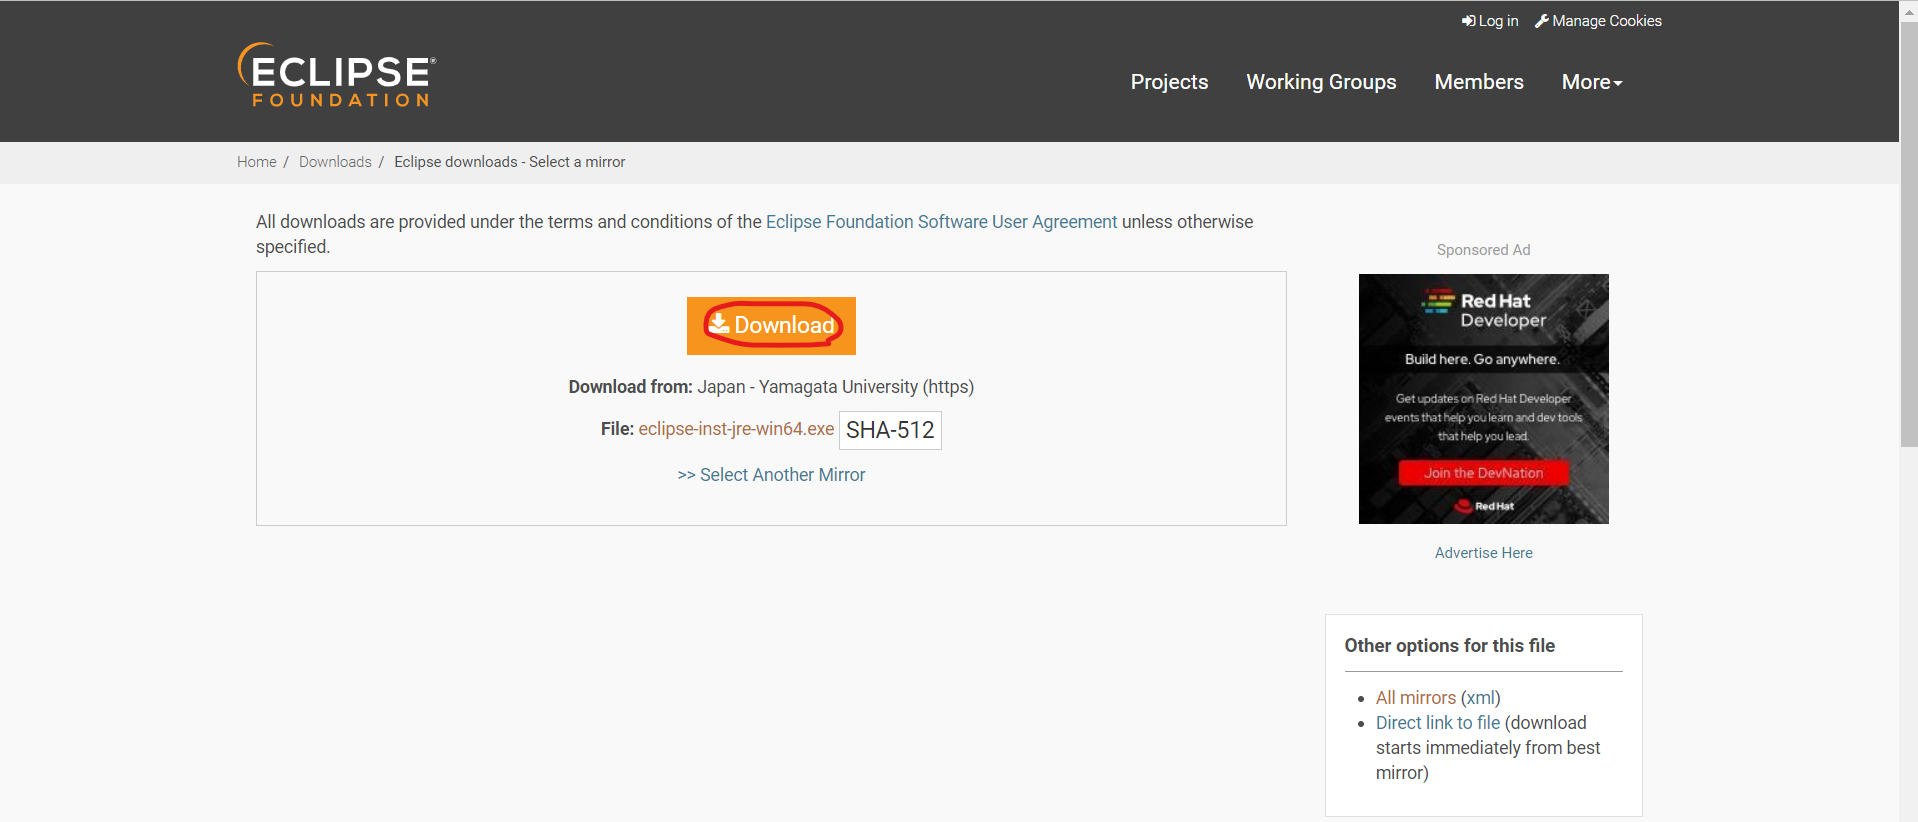 Log in Manage Cookies
ECLIPSE®
FOUNDATION
Projects Working Groups Members More
Home / Downloads / Eclipse downloads - Select a mirror
All downloads are provided under the terms and conditions of the Eclipse Foundation Software User Agreement unless otherwise
specified.
Download
Download from: Japan - Yamagata University (https)
File: eclipse-inst-jre-win64.exe SHA-512
>> Select Another Mirror
Sponsored Ad
Red Hat
Developer
Build here. Go anywhere.
Get updates on Red Hat Developer
events that help you learn and dev tools
that help you lead.
Join the DevNation
Red Hat
Advertise Here
Other options for this file
• All mirrors (xml)
• Direct link to file (download
starts immediately from best
mirror)